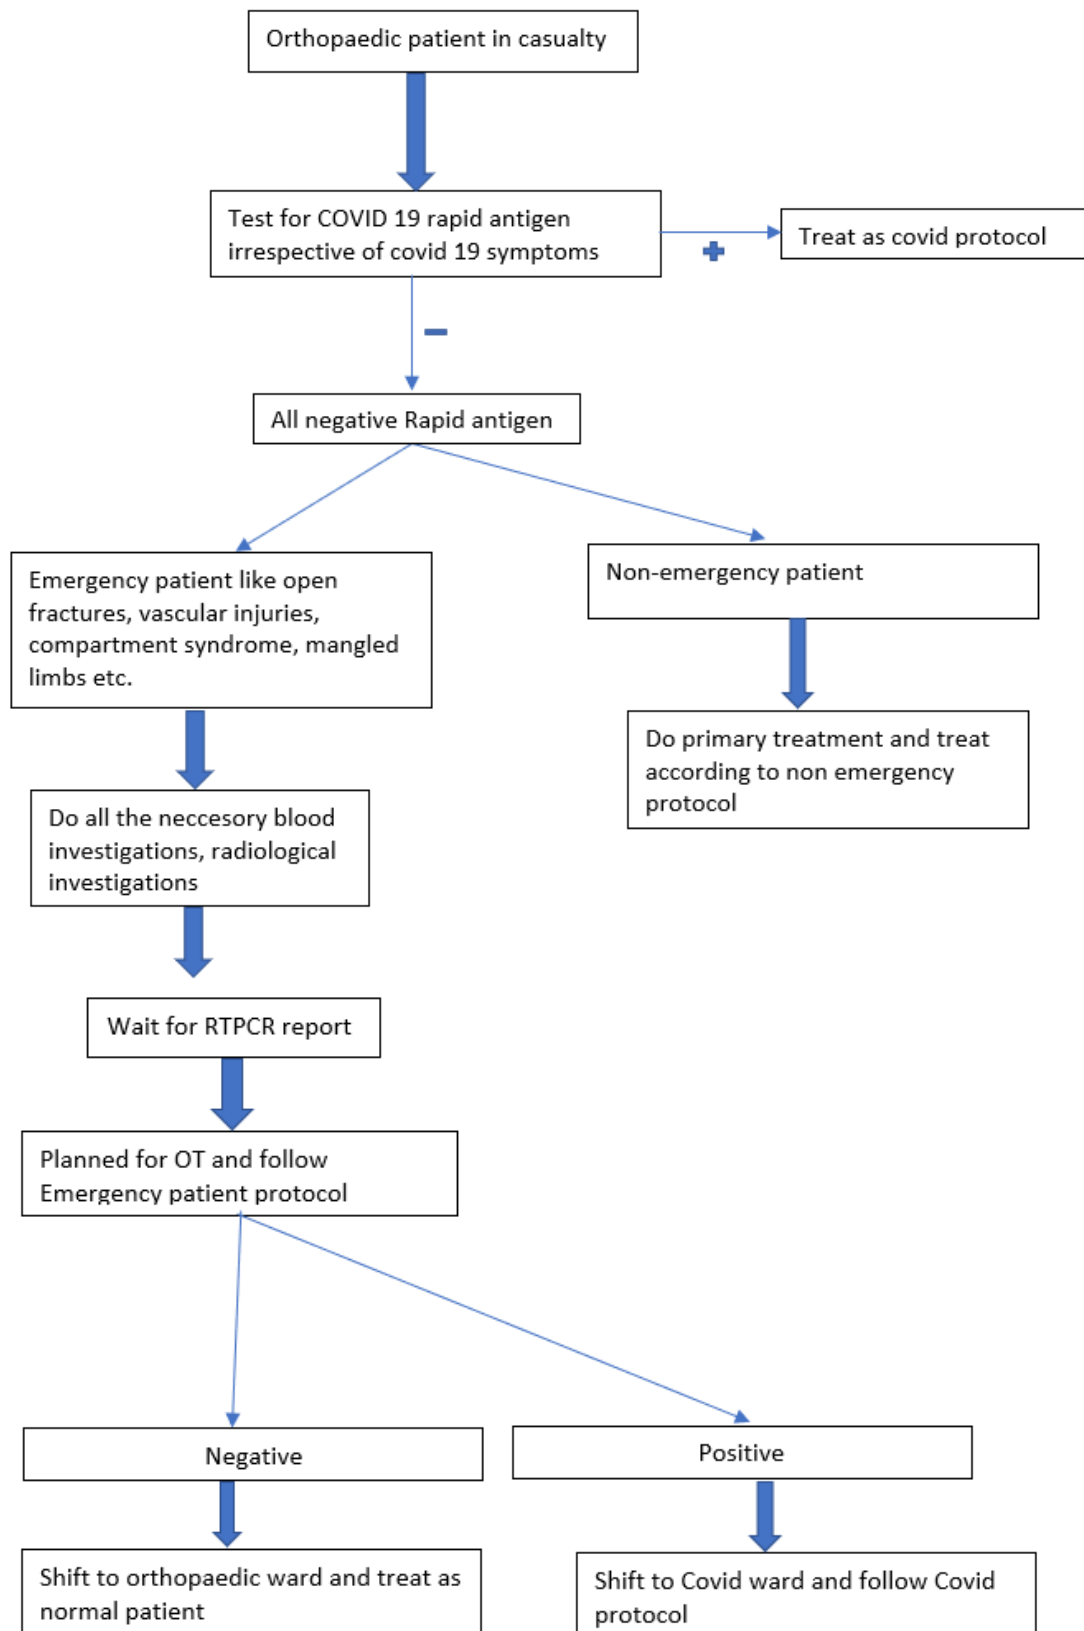 Orthopaedic patient in casualty
Test for COVID 19 rapid antigen
irrespective of covid 19 symptoms
Treat as covid protocol
All negative Rapid antigen
Emergency patient like open
fractures, vascular injuries,
compartment syndrome, mangled
limbs etc.
Non-emergency patient
Do primary treatment and treat
according to non emergency
protocol
Do all the neccesory blood
investigations, radiological
investigations
Wait for RTPCR report
Planned for OT and follow
Emergency patient protocol
Negative
Positive
Shift to orthopaedic ward and treat as
normal patient
Shift to Covid ward and follow Covid
protocol